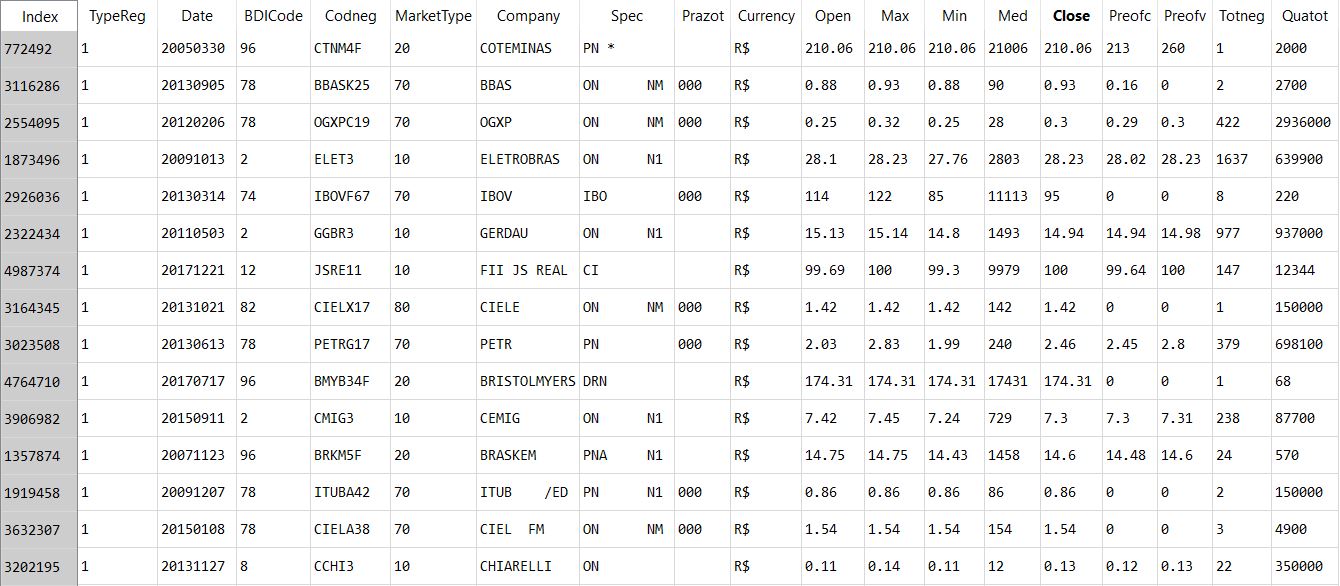 Index TypeReg Date BDICode Codneg MarketType Company Spec Prazot Currency Open Max Min Med Close Preofc Preofv Totneg Quatot
772492 1 20050330 96 CTNM4F 20 COTEMINAS PN * R$ 210.06 210.06 210.06 21006 210.06 213 260 1 2000
3116286 1 20130905 78 BBASK25 70 BBAS ON NM 000 R$ 0.88 0.93 0.88 90 0.93 0.16 0 2 2700
2554095 1 20120206 78 OGXPC19 70 OGXP ON NM 000 R$ 0.25 0.32 0.25 28 0.3 0.29 0.3 422 2936000
1873496 1 20091013 2 ELET3 10 ELETROBRAS ON N1 R$ 28.1 28.23 27.76 2803 28.23 28.02 28.23 1637 639900
2926036 1 20130314 74 IBOVF67 70 IBOV IBO 000 R$ 114 122 85 11113 95 0 0 8 220
2322434 1 20110503 2 GGBR3 10 GERDAU ON N1 R$ 15.13 15.14 14.8 1493 14.94 14.94 14.98 977 937000
4987374 1 20171221 12 JSRE11 10 FII JS REAL CI R$ 99.69 100 99.3 9979 100 99.64 100 147 12344
3164345 1 20131021 82 CIELX17 80 CIELE ON NM 000 R$ 1.42 1.42 1.42 142 1.42 0 0 1 150000
3023508 1 20130613 78 PETRG17 70 PETR PN 000 R$ 2.03 2.83 1.99 240 2.46 2.45 2.8 379 698100
4764710 1 20170717 96 BMYB34F 20 BRISTOLMYERS DRN R$ 174.31 174.31 174.31 17431 174.31 0 0 1 68
3906982 1 20150911 2 CMIG3 10 CEMIG ON N1 R$ 7.42 7.45 7.24 729 7.3 7.3 7.31 238 87700
1357874 1 20071123 96 BRKM5F 20 BRASKEM PNA N1 R$ 14.75 14.75 14.43 1458 14.6 14.48 14.6 24 570
1919458 1 20091207 78 ITUBA42 70 ITUB /ED PN N1 000 R$ 0.86 0.86 0.86 86 0.86 0 0 2 150000
3632307 1 20150108 78 CIELA38 70 CIEL FM ON NM 000 R$ 1.54 1.54 1.54 154 1.54 0 0 3 4900
3202195 1 20131127 8 CCHI3 10 CHIARELLI ON R$ 0.11 0.14 0.11 12 0.13 0.12 0.13 22 350000